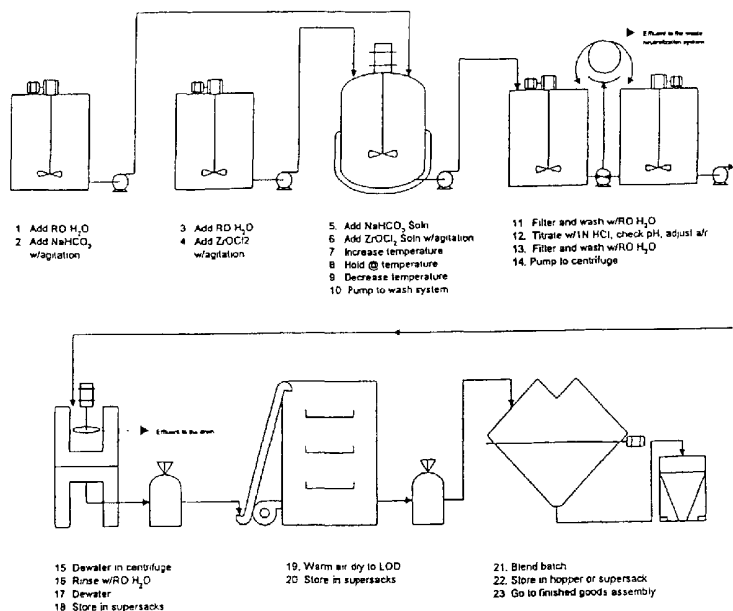 Effluent to the waste
neutralization system
1 Add RO H₂O
2 Add NaHCO₃
w/agitation
3 Add RO H₂O
4 Add ZrOCl2
w/agitation
5. Add NaHCO₃ Soln
6 Add ZrOCl₂ Soln w/agitation
7 Increase temperature
8 Hold @ temperature
9 Decrease temperature
10 Pump to wash system
11 Filter and wash w/RO H₂O
12. Titrate w/1N HCl, check pH, adjust a/r
13. Filter and wash w/RO H₂O
14. Pump to centrifuge
Effluent to the drain
15 Dewater in centrifuge
16 Rinse w/RO H₂O
17 Dewater
18 Store in supersacks
19. Warm air dry to LOD
20 Store in supersacks
21. Blend batch
22. Store in hopper or supersack
23 Go to finished goods assembly